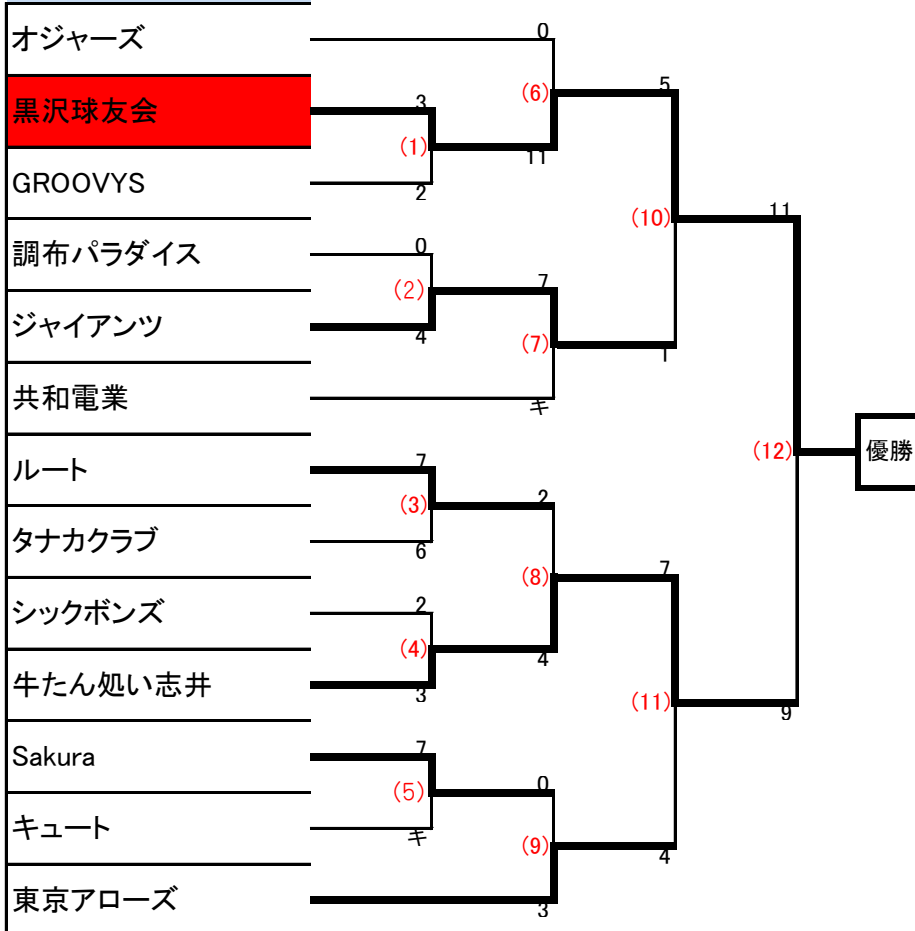 オジャーズ
0
黒沢球友会
3
(6)
5
(1)
11
GROOVYS
2
(10)
11
調布パラダイス
0
(2)
7
ジャイアンツ
4
(7)
1
共和電業
キ
(12)
優勝
ルート
7
(3)
2
タナカクラブ
6
(8)
7
シックボンズ
2
(4)
4
牛たん処い志井
3
(11)
9
Sakura
7
(5)
0
キュート
キ
(9)
4
東京アローズ
3